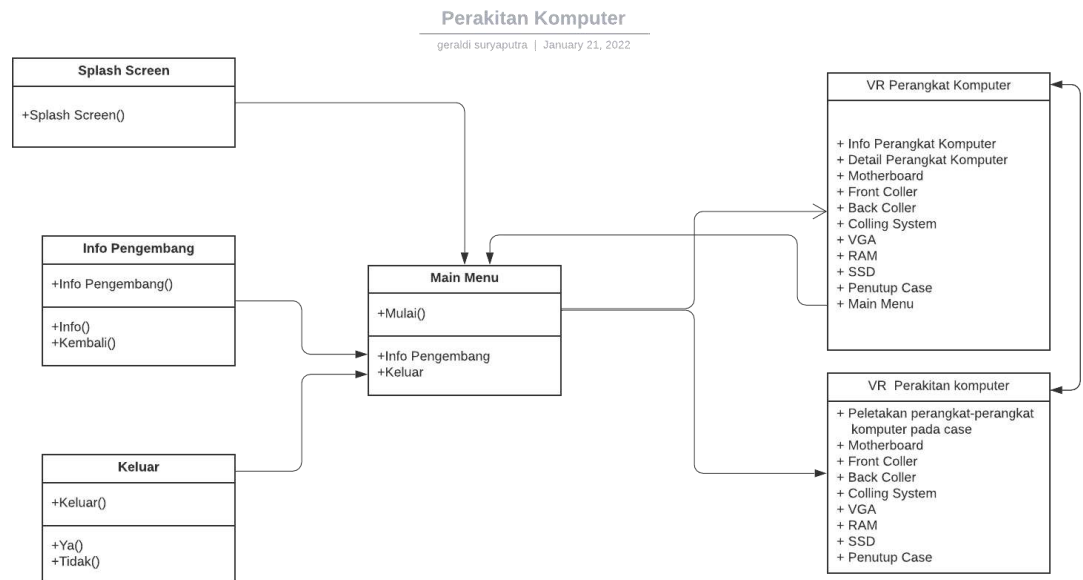 Perakitan Komputer
geraldi suryaputra | January 21, 2022
Splash Screen
+Splash Screen()
Info Pengembang
+Info Pengembang()
+Info()
+Kembali()
Keluar
+Keluar()
+Ya()
+Tidak()
Main Menu
+Mulai()
+Info Pengembang
+Keluar
VR Perangkat Komputer
+ Info Perangkat Komputer
+ Detail Perangkat Komputer
+ Motherboard
+ Front Coller
+ Back Coller
+ Colling System
+ VGA
+ RAM
+ SSD
+ Penutup Case
+ Main Menu
VR Perakitan komputer
+ Peletakan perangkat-perangkat
komputer pada case
+ Motherboard
+ Front Coller
+ Back Coller
+ Colling System
+ VGA
+ RAM
+ SSD
+ Penutup Case